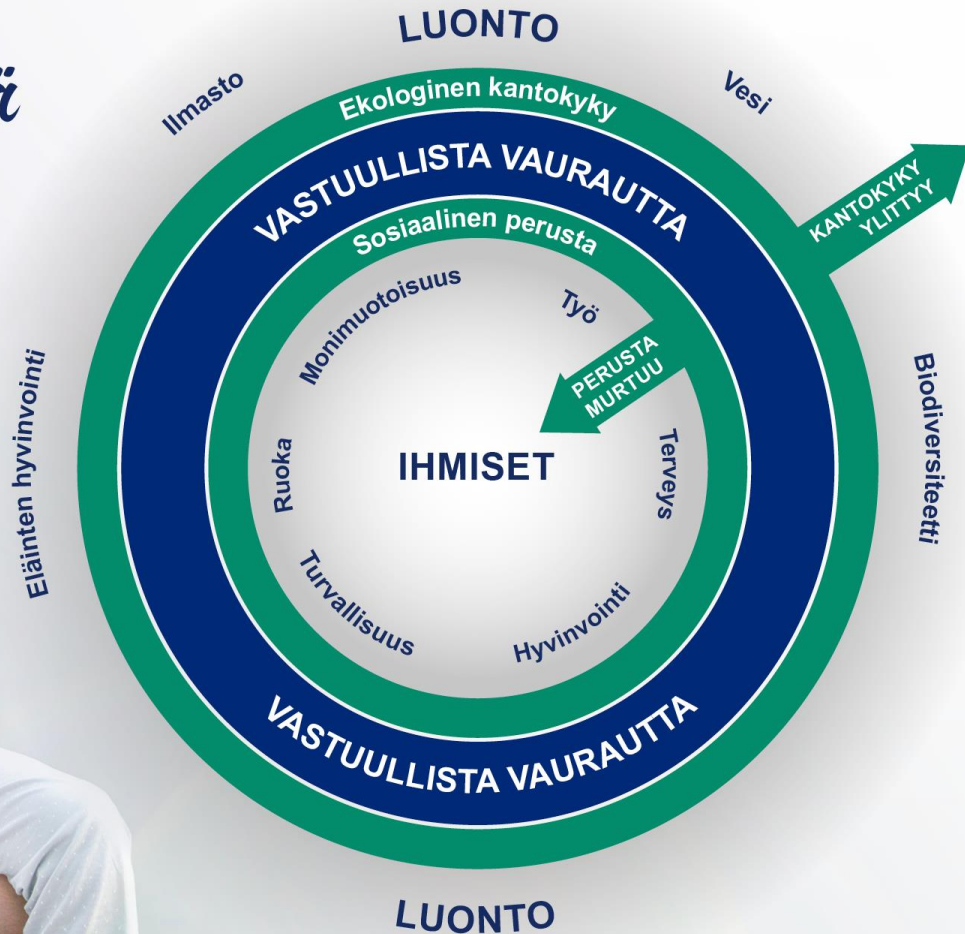 LUONTO
Ilmasto
Vesi
Ekologinen kantokyky
VASTUULLISTA VAURAUTTA
Sosiaalinen perusta
KANTOKYKY
YLITTYY
Monimuotoisuus
Työ
PERUSTA
MURTUU
Eläinten hyvinvointi
Ruoka
IHMISET
Terveys
Biodiversiteetti
Turvallisuus
Hyvinvointi
VASTUULLISTA VAURAUTTA
LUONTO